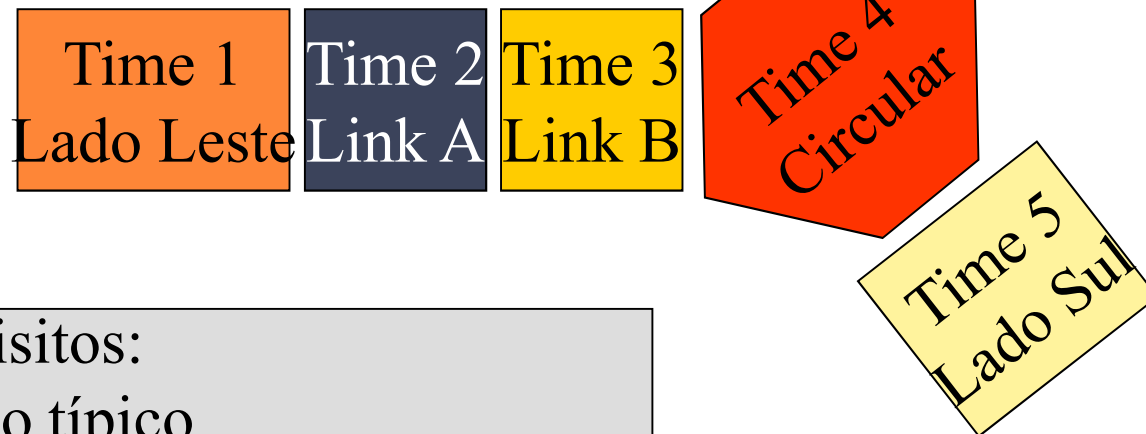 Time 1
Lado Leste
Time 2
Link A
Time 3
Link B
Time 4
Circular
Time 5
Lado Sul
isitos:
o típico